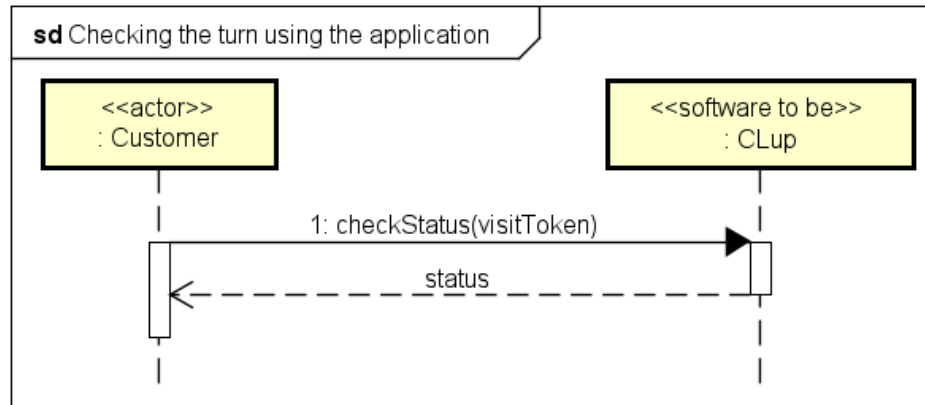 sd Checking the turn using the application
<<actor>>
: Customer
<<software to be>>
: CLup
1: checkStatus(visitToken)
status